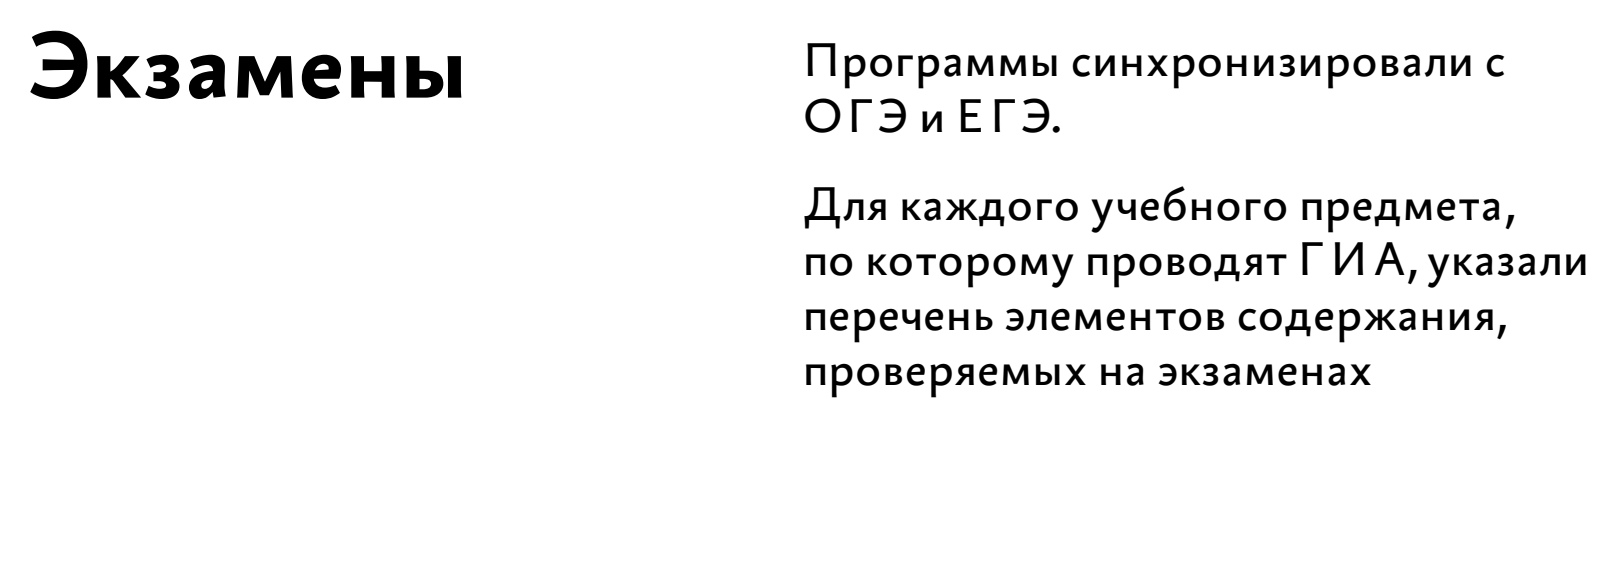 Экзамены
Программы синхронизировали с
ОГЭ и ЕГЭ.
Для каждого учебного предмета,
по которому проводят ГИА, указали
перечень элементов содержания,
проверяемых на экзаменах